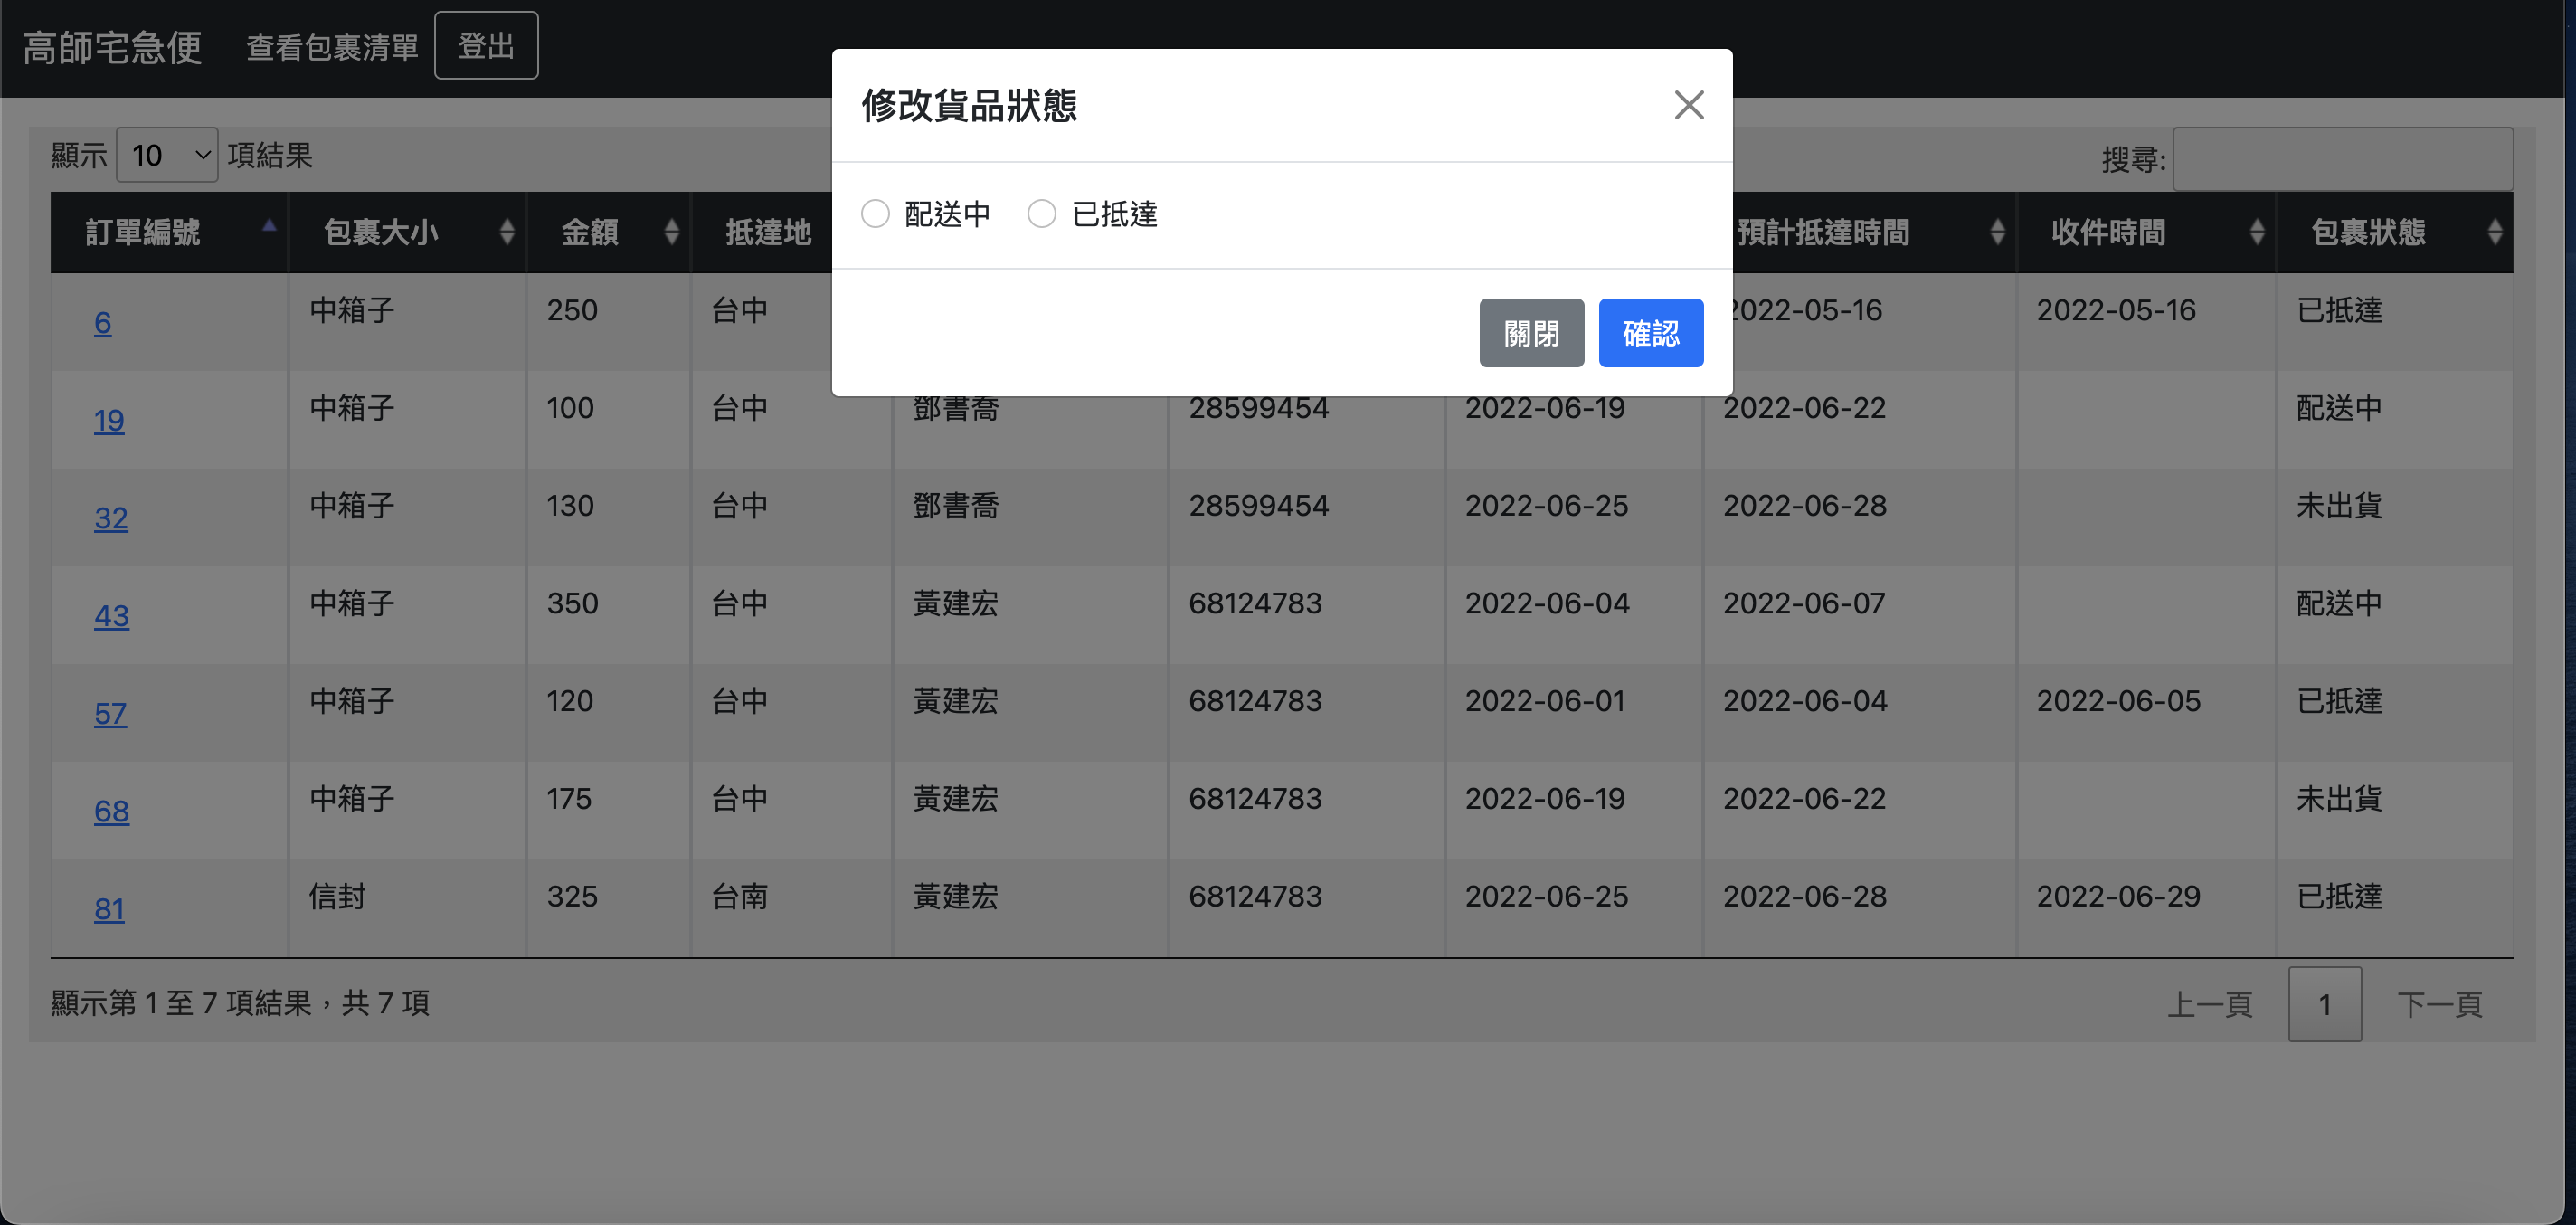 高師宅急便 查看包裹清單 登出
修改貨品狀態
配送中 已抵達
關閉 確認
顯示 10 項結果 搜尋:
訂單編號 包裹大小 金額 抵達地 預計抵達時間 收件時間 包裹狀態
6 中箱子 250 台中 2022-05-16 2022-05-16 已抵達
19 中箱子 100 台中 鄧書喬 28599454 2022-06-19 2022-06-22 配送中
32 中箱子 130 台中 鄧書喬 28599454 2022-06-25 2022-06-28 未出貨
43 中箱子 350 台中 黃建宏 68124783 2022-06-04 2022-06-07 配送中
57 中箱子 120 台中 黃建宏 68124783 2022-06-01 2022-06-04 2022-06-05 已抵達
68 中箱子 175 台中 黃建宏 68124783 2022-06-19 2022-06-22 未出貨
81 信封 325 台南 黃建宏 68124783 2022-06-25 2022-06-28 2022-06-29 已抵達
顯示第 1 至 7 項結果，共 7 項 上一頁 1 下一頁